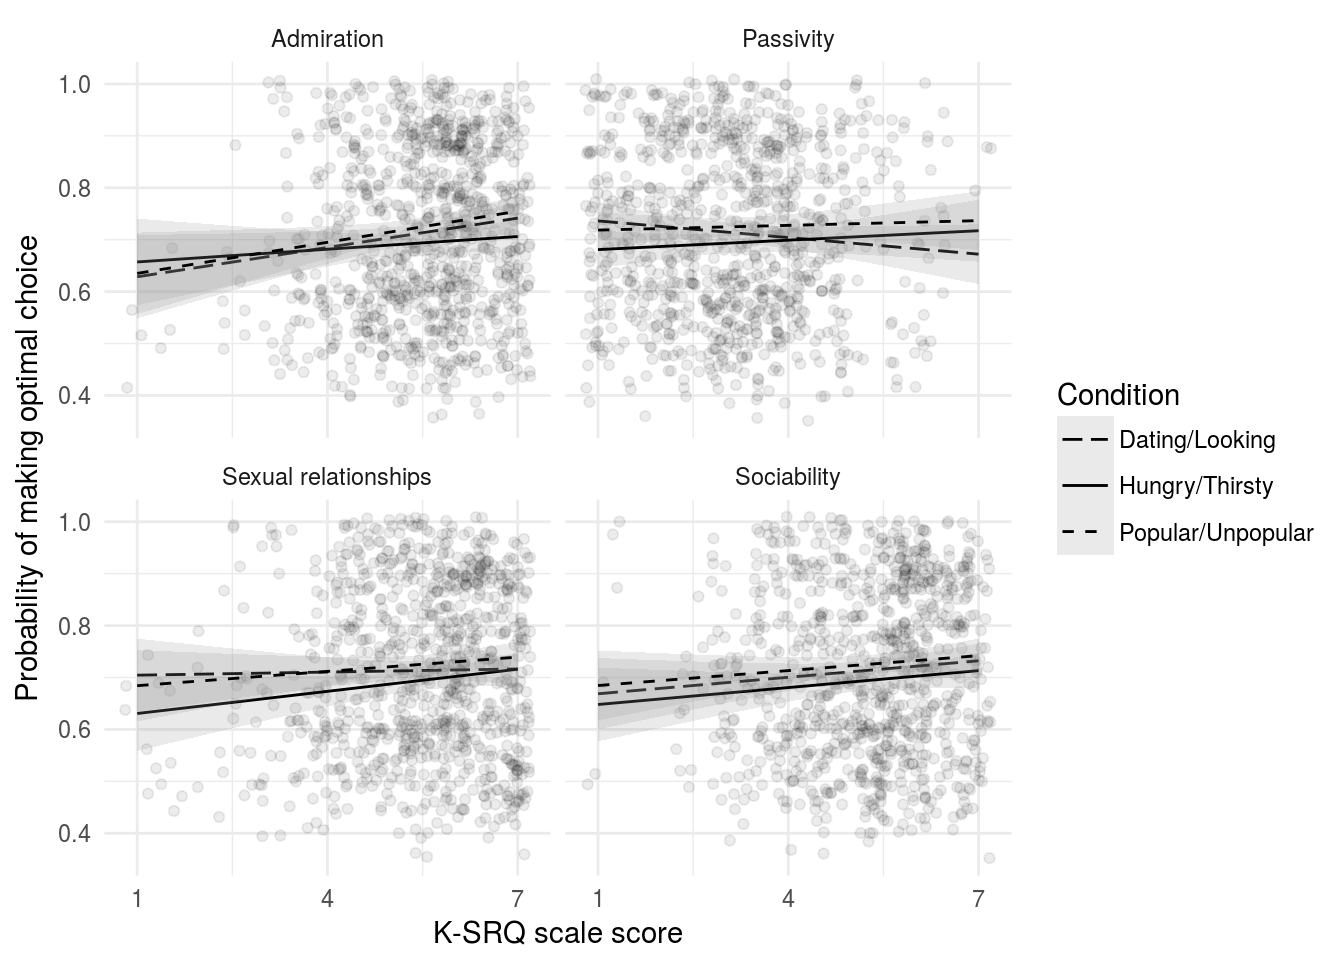 Admiration
Passivity
1.0
0.8
0.6
0.4
Sexual relationships
Sociability
1.0
0.8
0.6
0.4
1
4
7
1
4
7
K-SRQ scale score
Probability of making optimal choice
Condition
Dating/Looking
Hungry/Thirsty
Popular/Unpopular